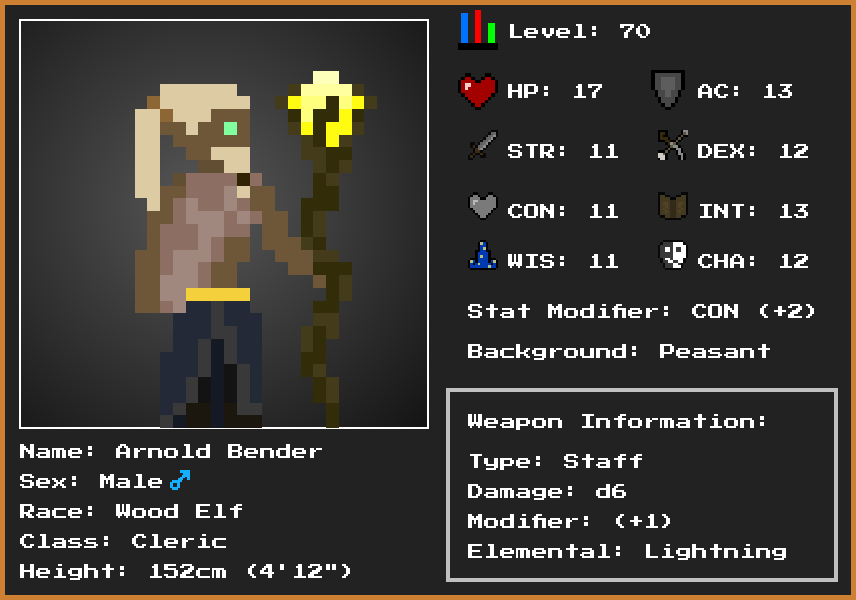 Level: 70
HP: 17 AC: 13
STR: 11 DEX: 12
CON: 11 INT: 13
WIS: 11 CHA: 12
Stat Modifier: CON (+2)
Background: Peasant
Weapon Information:
Type: Staff
Damage: d6
Modifier: (+1)
Elemental: Lightning
Name: Arnold Bender
Sex: Male ♂
Race: Wood Elf
Class: Cleric
Height: 152cm (4'12")